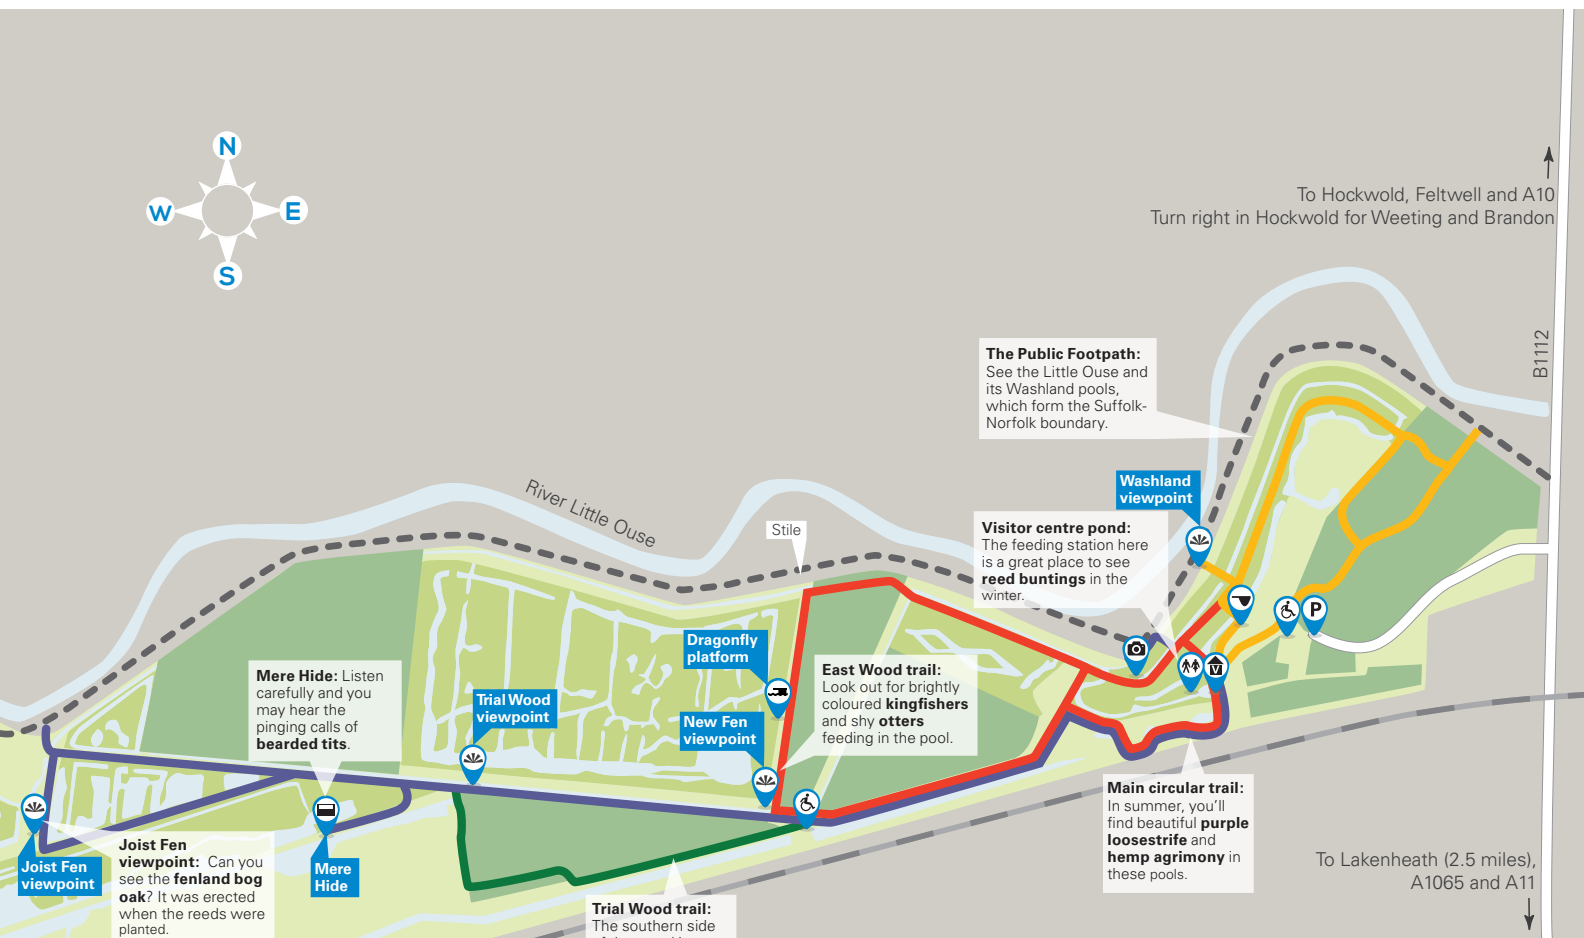 N
W
E
S
To Hockwold, Feltwell and A10
Turn right in Hockwold for Weeting and Brandon
B1112
The Public Footpath:
See the Little Ouse and
its Washland pools,
which form the Suffolk-
Norfolk boundary.
Washland
viewpoint
River Little Ouse
Stile
Visitor centre pond:
The feeding station here
is a great place to see
reed buntings in the
winter.
P
V
Dragonfly
platform
East Wood trail:
Look out for brightly
coloured kingfishers
and shy otters
feeding in the pool.
Mere Hide: Listen
carefully and you
may hear the
pinging calls of
bearded tits.
Trial Wood
viewpoint
New Fen
viewpoint
Main circular trail:
In summer, you'll
find beautiful purple
loosestrife and
hemp agrimony in
these pools.
Joist Fen
viewpoint
Joist Fen
viewpoint: Can you
see the fenland bog
oak? It was erected
when the reeds were
planted.
Mere
Hide
To Lakenheath (2.5 miles),
A1065 and A11
Trial Wood trail:
The southern side